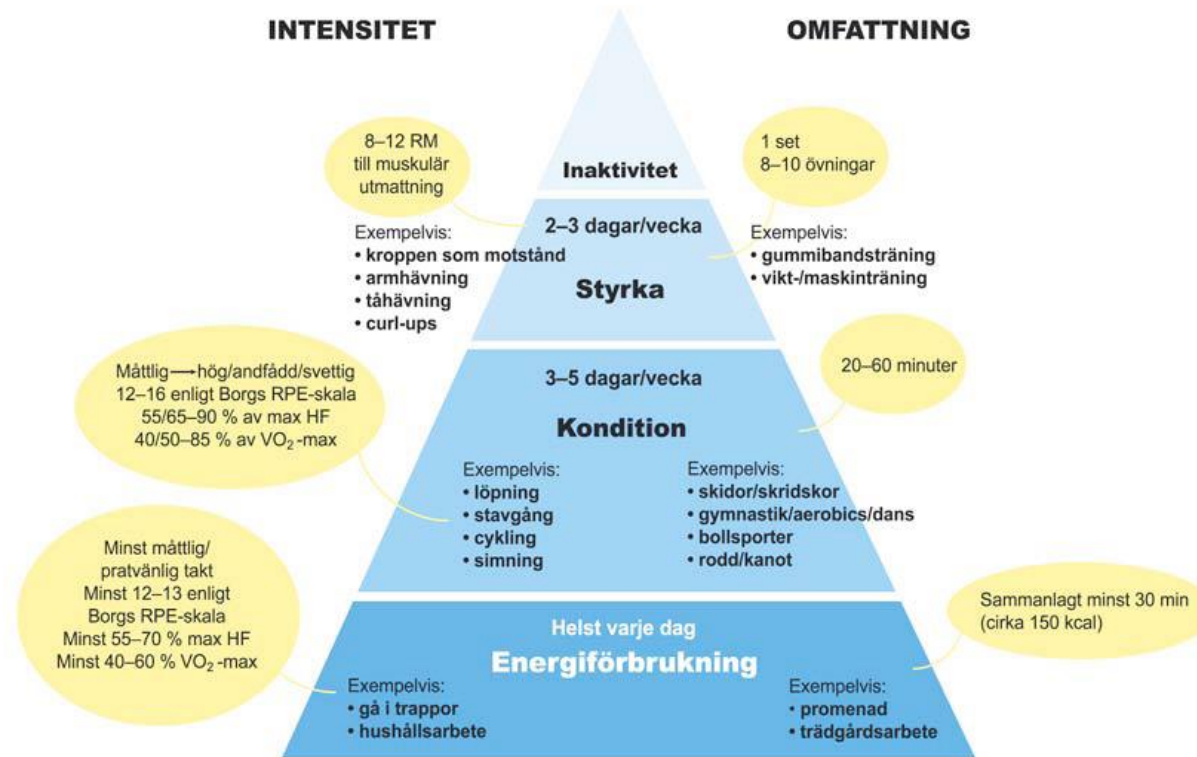 INTENSITET
OMFATTNING
8–12 RM
till muskulär
utmattning
1 set
8–10 övningar
Inaktivitet
2–3 dagar/vecka
Styrka
Exempelvis:
• kroppen som motstånd
• armhävning
• tåhävning
• curl-ups
Exempelvis:
• gummibandsträning
• vikt-/maskinträning
Måttlig→hög/andfådd/svettig
12–16 enligt Borgs RPE-skala
55/65–90 % av max HF
40/50–85 % av VO₂-max
20–60 minuter
3–5 dagar/vecka
Kondition
Exempelvis:
• löpning
• stavgång
• cykling
• simning
Exempelvis:
• skidor/skridskor
• gymnastik/aerobics/dans
• bollsporter
• rodd/kanot
Minst måttlig/
pratvänlig takt
Minst 12–13 enligt
Borgs RPE-skala
Minst 55–70 % max HF
Minst 40–60 % VO₂-max
Sammanlagt minst 30 min
(cirka 150 kcal)
Helst varje dag
Energiförbrukning
Exempelvis:
• gå i trappor
• hushållsarbete
Exempelvis:
• promenad
• trädgårdsarbete